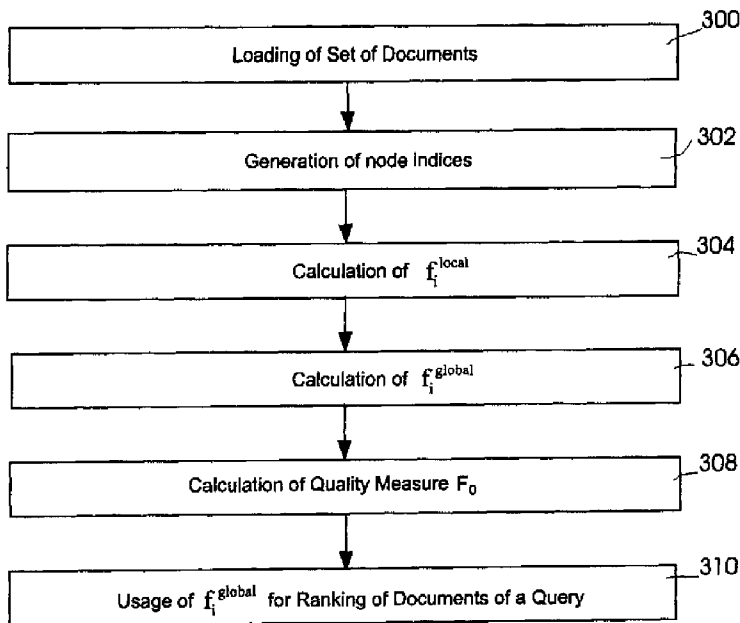 300
Loading of Set of Documents
302
Generation of node indices
304
Calculation of f_i^local
306
Calculation of f_i^global
308
Calculation of Quality Measure F_0
310
Usage of f_i^global for Ranking of Documents of a Query